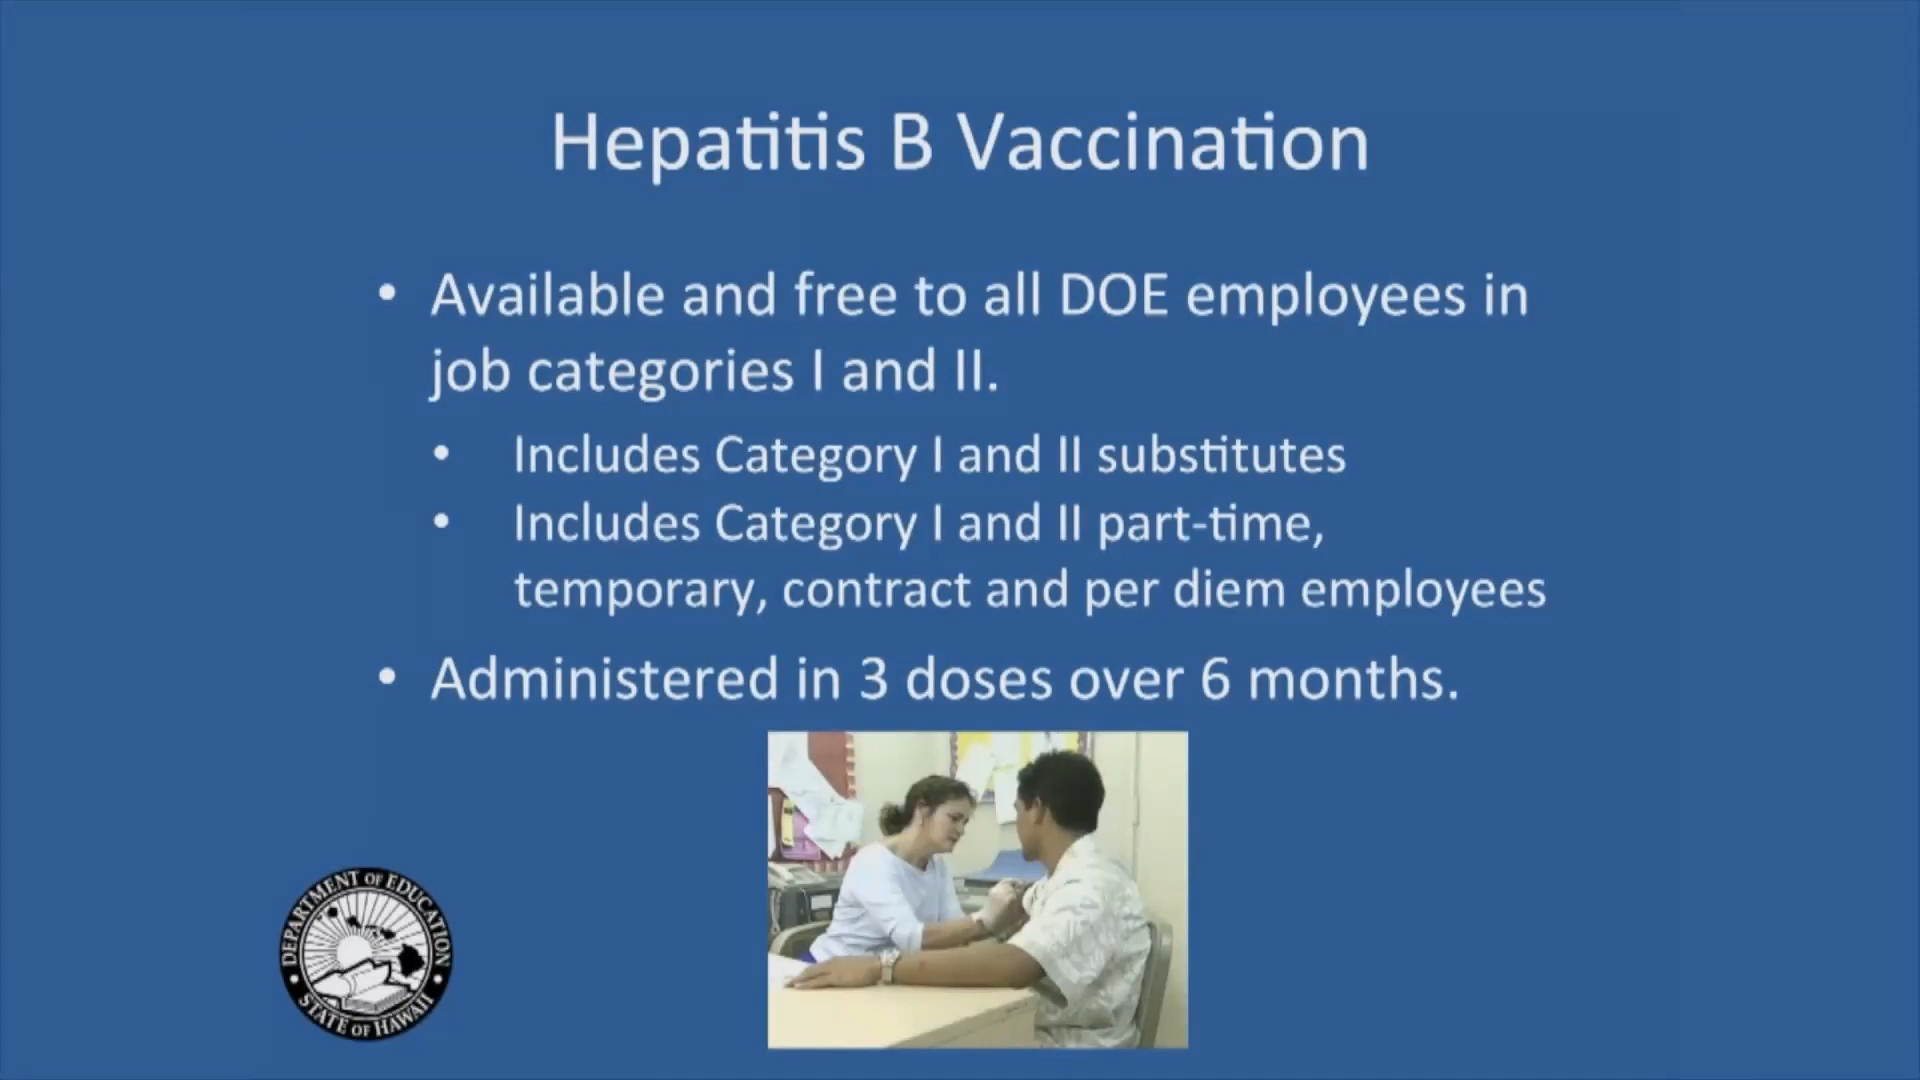 Hepatitis B Vaccination
• Available and free to all DOE employees in
job categories I and II.
• Includes Category I and II substitutes
• Includes Category I and II part-time,
temporary, contract and per diem employees
• Administered in 3 doses over 6 months.
DEPARTMENT OF EDUCATION
• STATE OF HAWAII •